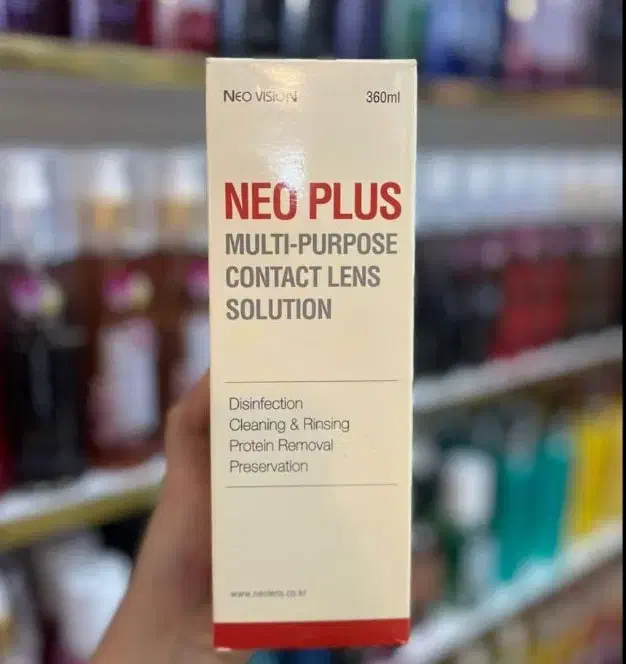 NEO VISION 360ml
NEO PLUS
MULTI-PURPOSE
CONTACT LENS
SOLUTION
Disinfection
Cleaning & Rinsing
Protein Removal
Preservation
www.neolens.co.kr